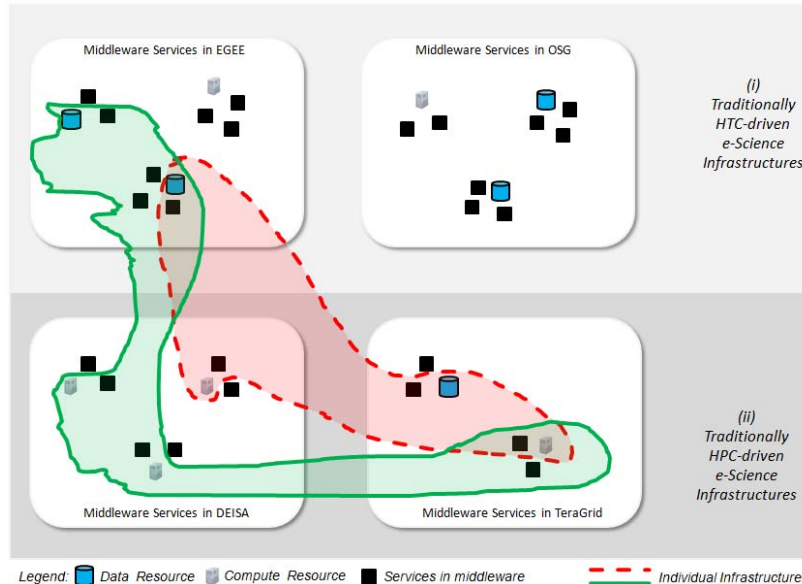 Middleware Services in EGEE
Middleware Services in OSG
(i)
Traditionally
HTC-driven
e-Science
Infrastructures
(ii)
Traditionally
HPC-driven
e-Science
Infrastructures
Middleware Services in DEISA
Middleware Services in TeraGrid
Legend: Data Resource Compute Resource Services in middleware Individual Infrastructure